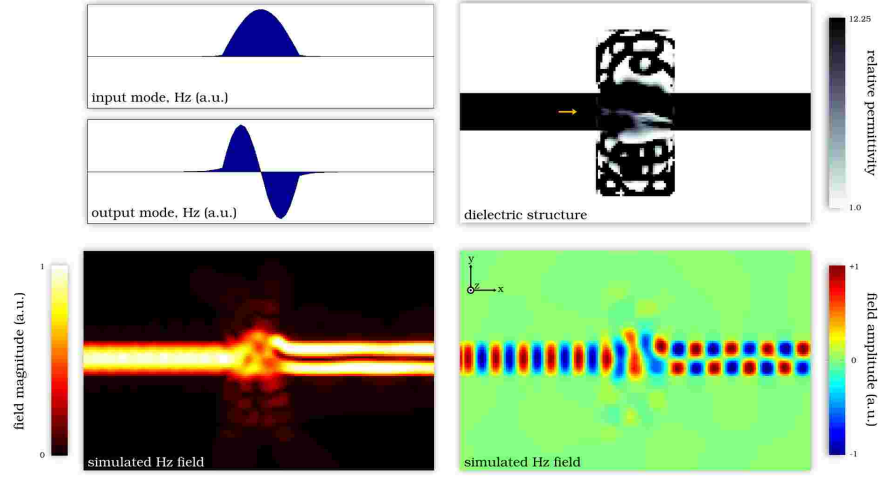 input mode, Hz (a.u.)
output mode, Hz (a.u.)
dielectric structure
12.25
relative permittivity
1.0
1
field magnitude (a.u.)
0
simulated Hz field
y
z
x
simulated Hz field
+1
0
-1
field amplitude (a.u.)